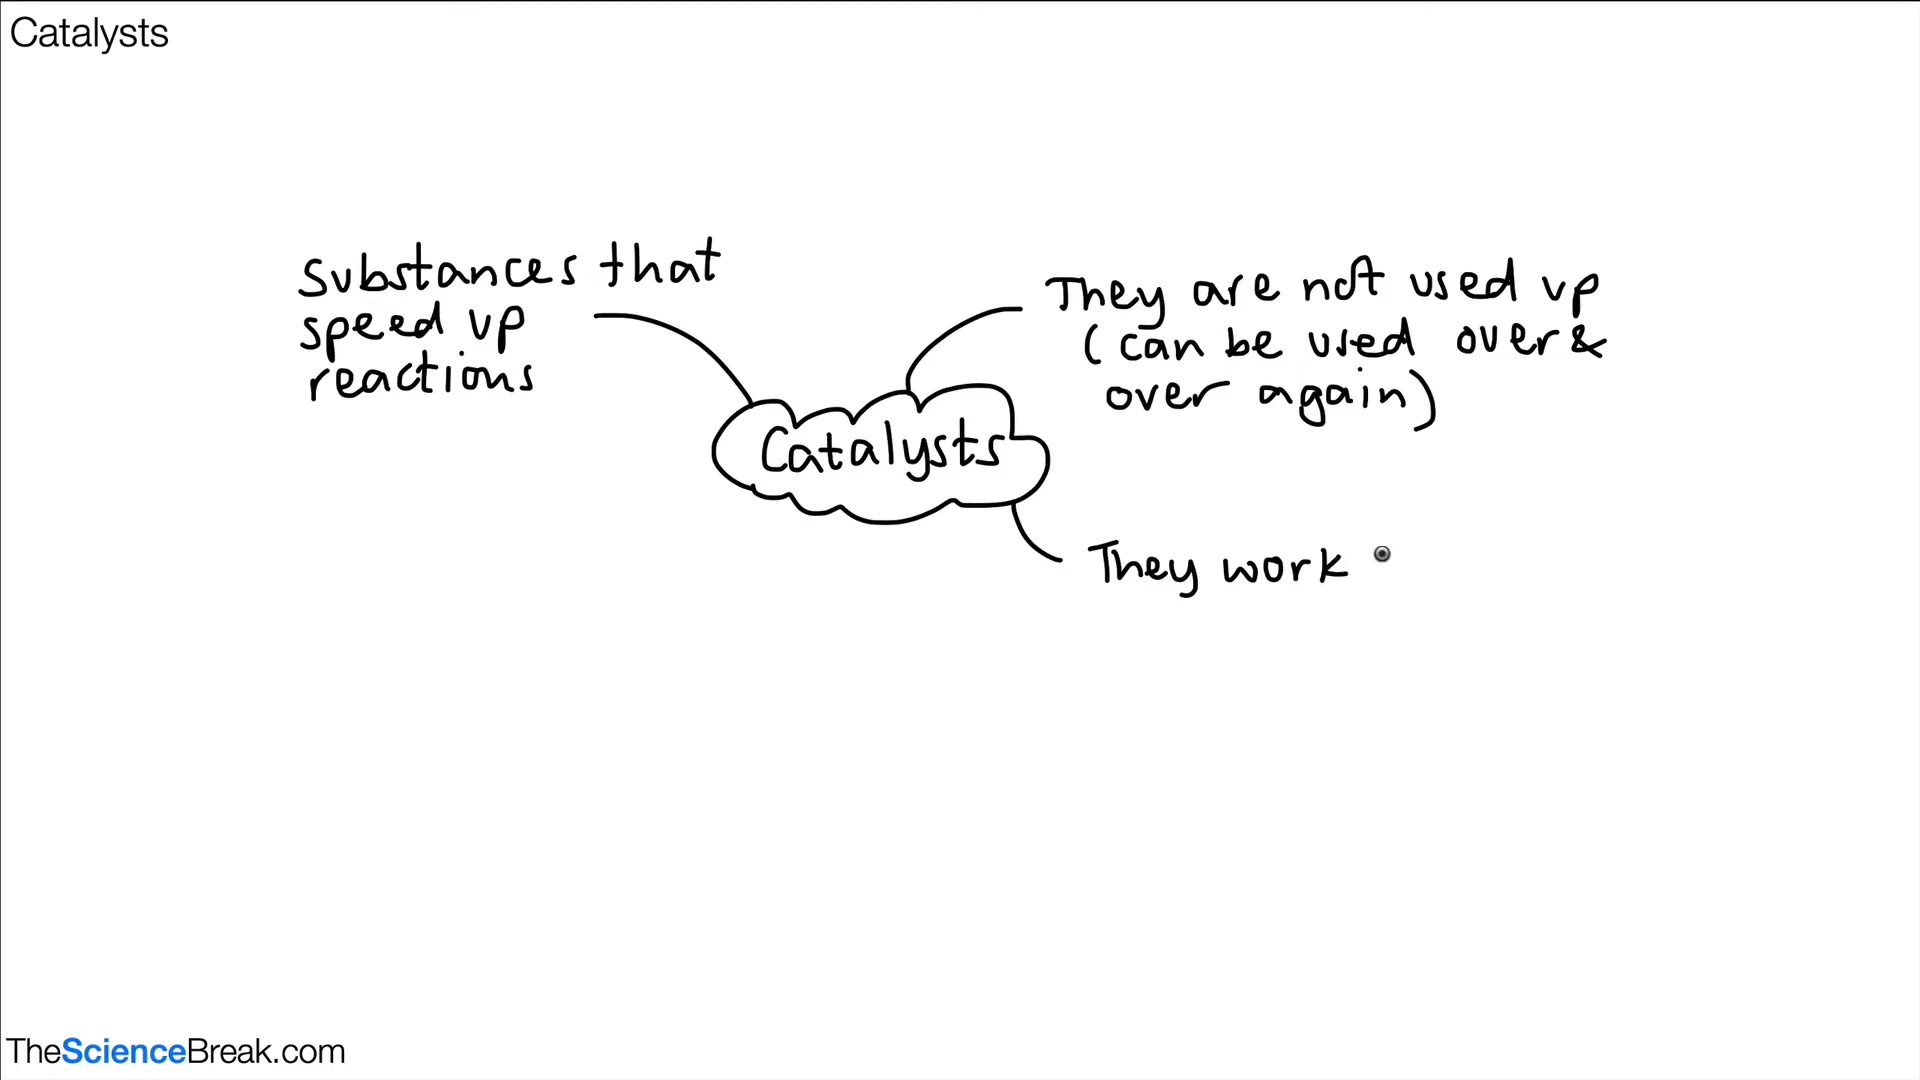 Catalysts
Substances that
speed up
reactions
They are not used up
(can be used over &
over again)
Catalysts
They work
TheScienceBreak.com